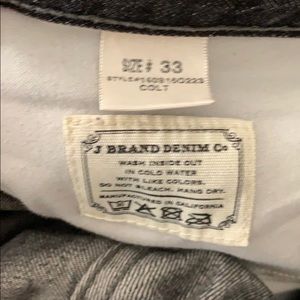 SIZE # 33
STYLE#160915O223
COLT
J BRAND DENIM Co
WASH INSIDE OUT
IN COLD WATER
WITH LIKE COLORS.
DO NOT BLEACH. HANG DRY.
MANUFACTURED IN CALIFORNIA